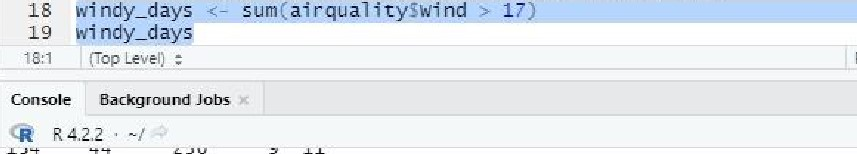 18 windy_days <- sum(airquality$wind > 17)
19 windy_days
18:1 (Top Level)
Console Background Jobs
R R 4.2.2 · ~/